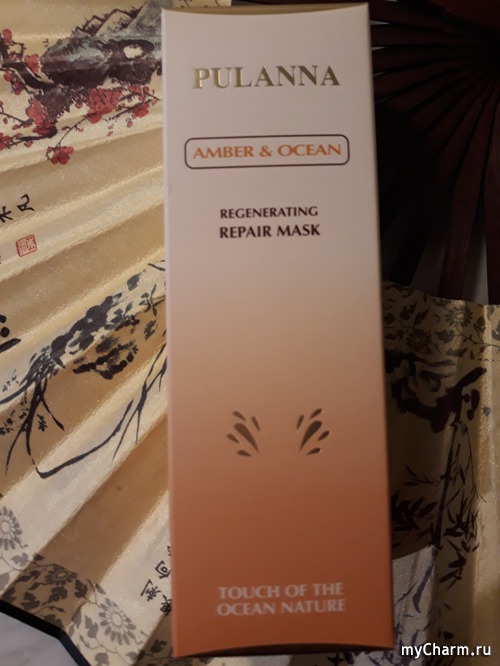 PULANNA
AMBER & OCEAN
REGENERATING
REPAIR MASK
TOUCH OF THE
OCEAN NATURE
myCharm.ru